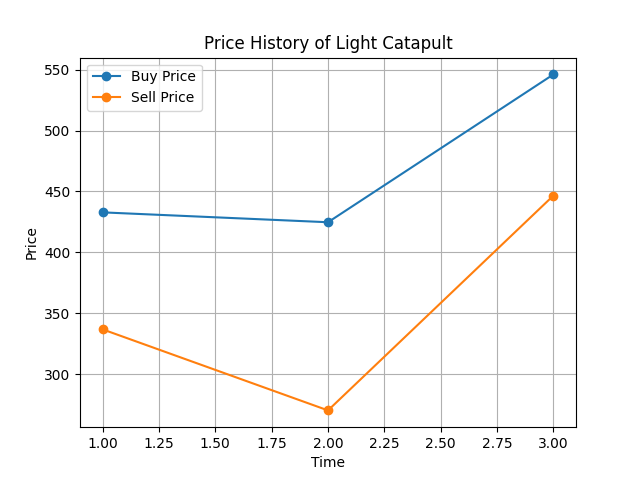 Price History of Light Catapult
Buy Price
Sell Price
550
500
450
400
350
300
Price
1.00 1.25 1.50 1.75 2.00 2.25 2.50 2.75 3.00
Time